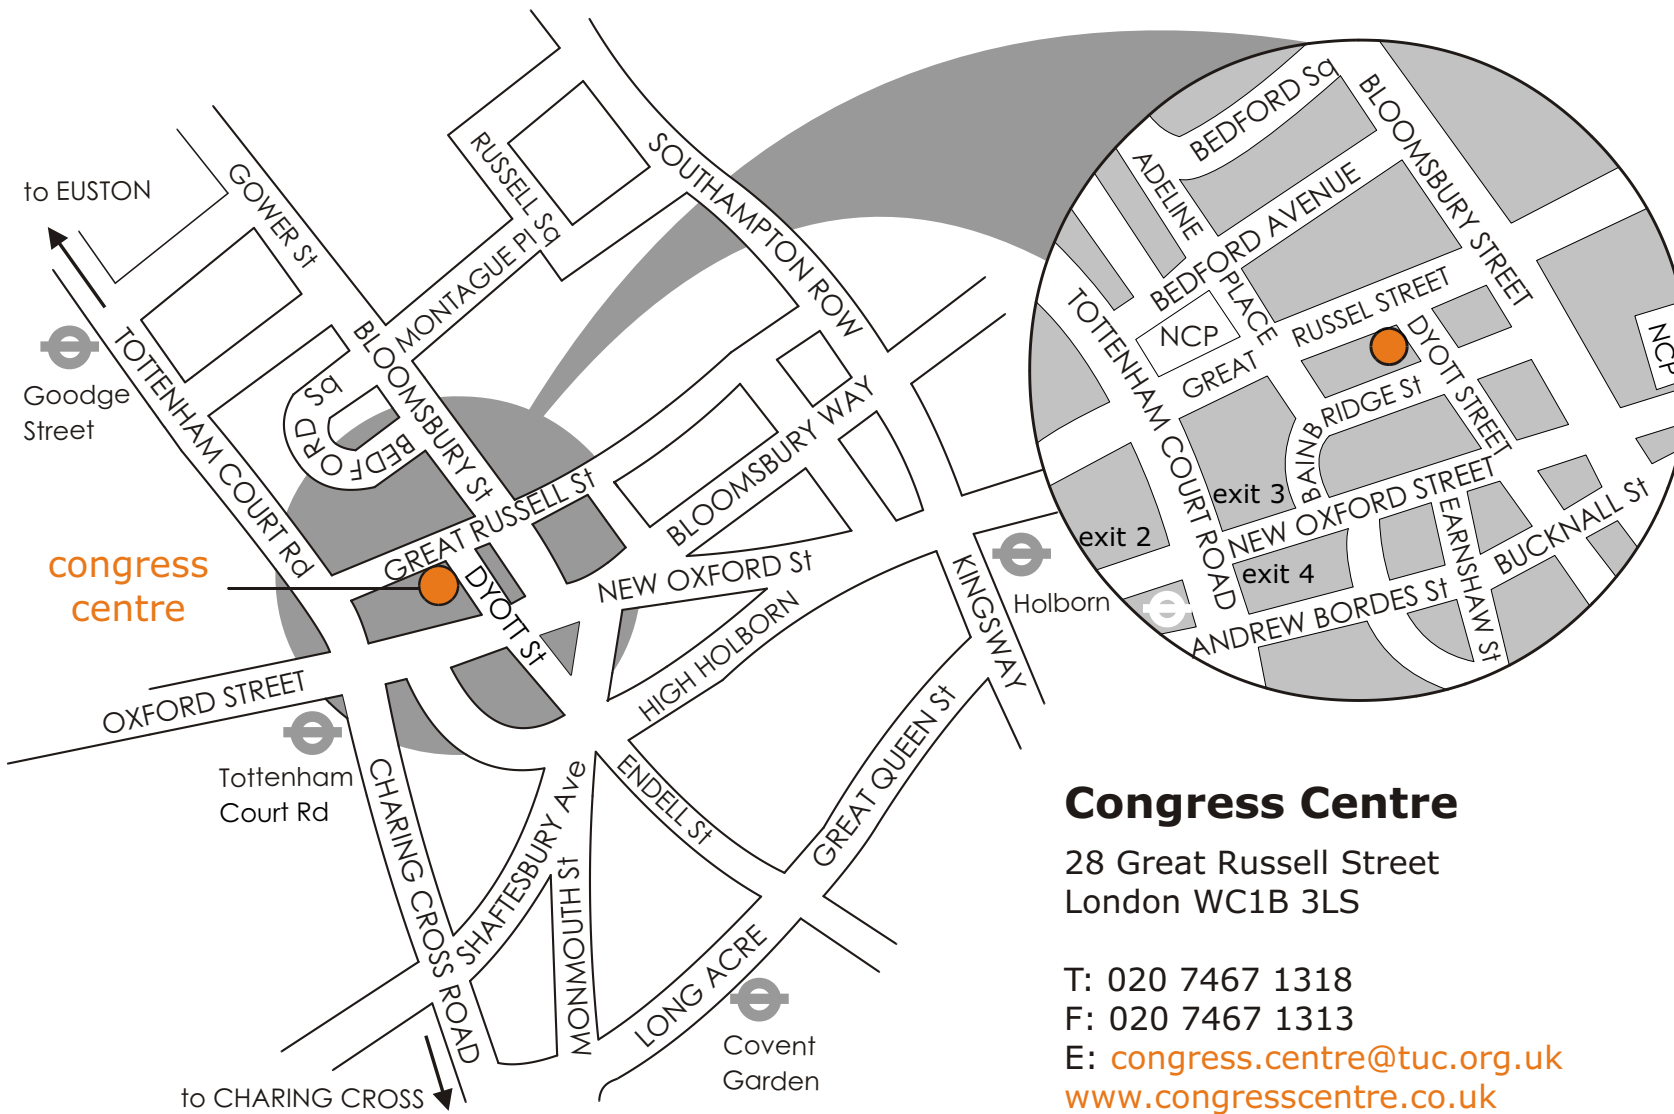 to EUSTON
GOWER St
RUSSELL Sq
SOUTHAMPTON ROW
MONTAGUE Pl
Goodge
Street
TOTTENHAM COURT Rd
BLOOMSBURY St
BEDFORD Sq
BLOOMSBURY WAY
GREAT RUSSELL St
congress
centre
DYOTT St
NEW OXFORD St
HIGH HOLBORN
KINGSWAY
Holborn
OXFORD STREET
Tottenham
Court Rd
CHARING CROSS ROAD
SHAFTESBURY Ave
MONMOUTH St
ENDELL St
GREAT QUEEN St
LONG ACRE
Covent
Garden
to CHARING CROSS
BEDFORD Sq
BLOOMSBURY STREET
ADELINE PLACE
BEDFORD AVENUE
TOTTENHAM COURT ROAD
NCP
GREAT RUSSEL STREET
DYOTT STREET
NCP
BAINB RIDGE St
exit 3
exit 2
NEW OXFORD STREET
exit 4
EARNSHAW St
BUCKNALL St
ANDREW BORDES St
Congress Centre
28 Great Russell Street
London WC1B 3LS
T: 020 7467 1318
F: 020 7467 1313
E: congress.centre@tuc.org.uk
www.congresscentre.co.uk